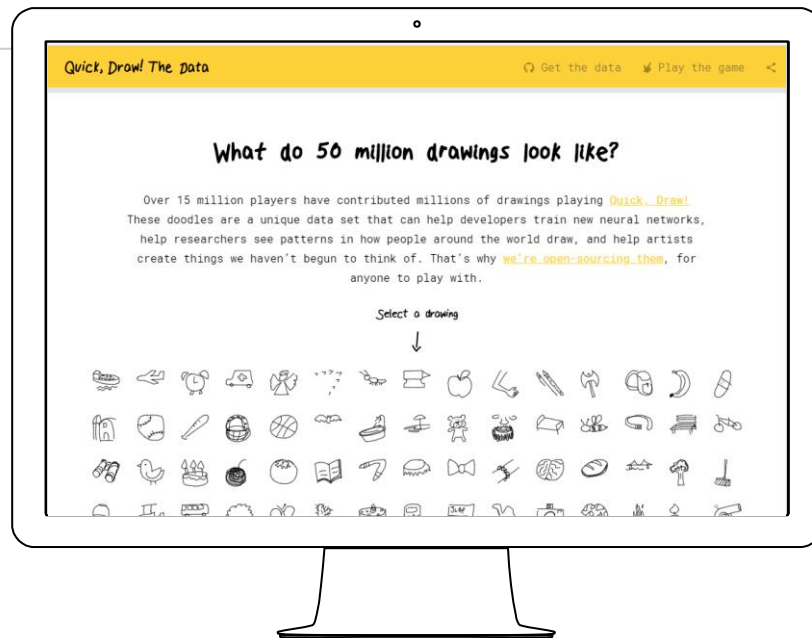 Quick, Draw! The Data
Get the data
Play the game
What do 50 million drawings look like?
Over 15 million players have contributed millions of drawings playing Quick, Draw!
These doodles are a unique data set that can help developers train new neural networks,
help researchers see patterns in how people around the world draw, and help artists
create things we haven't begun to think of. That's why we're open-sourcing them, for
anyone to play with.
Select a drawing